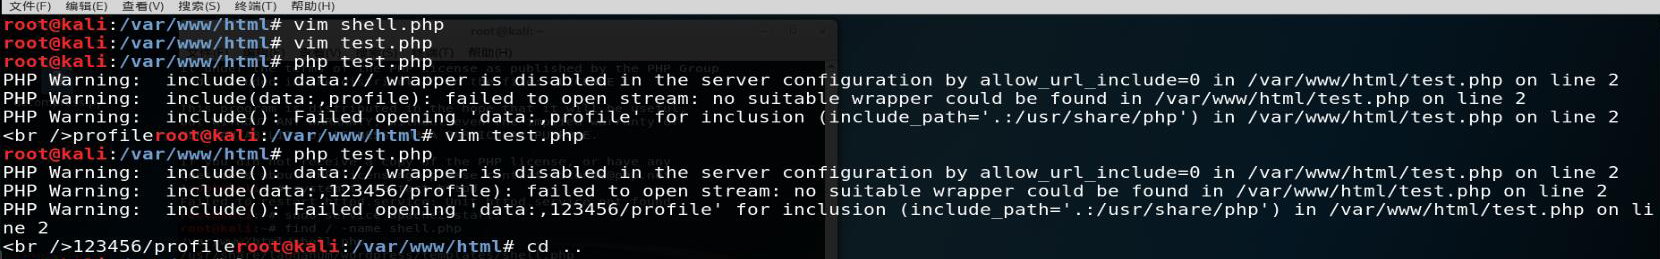 文件(F) 编辑(E) 查看(V) 搜索(S) 终端(T) 帮助(H)
root@kali:/var/www/html# vim shell.php
root@kali:/var/www/html# vim test.php
root@kali:/var/www/html# php test.php
PHP Warning:  include(): data:// wrapper is disabled in the server configuration by allow_url_include=0 in /var/www/html/test.php on line 2
PHP Warning:  include(data:,profile): failed to open stream: no suitable wrapper could be found in /var/www/html/test.php on line 2
PHP Warning:  include(): Failed opening 'data:,profile' for inclusion (include_path='.:/usr/share/php') in /var/www/html/test.php on line 2
<br />profileroot@kali:/var/www/html# vim test.php
root@kali:/var/www/html# php test.php
PHP Warning:  include(): data:// wrapper is disabled in the server configuration by allow_url_include=0 in /var/www/html/test.php on line 2
PHP Warning:  include(data:,123456/profile): failed to open stream: no suitable wrapper could be found in /var/www/html/test.php on line 2
PHP Warning:  include(): Failed opening 'data:,123456/profile' for inclusion (include_path='.:/usr/share/php') in /var/www/html/test.php on li
ne 2
<br />123456/profileroot@kali:/var/www/html# cd ..